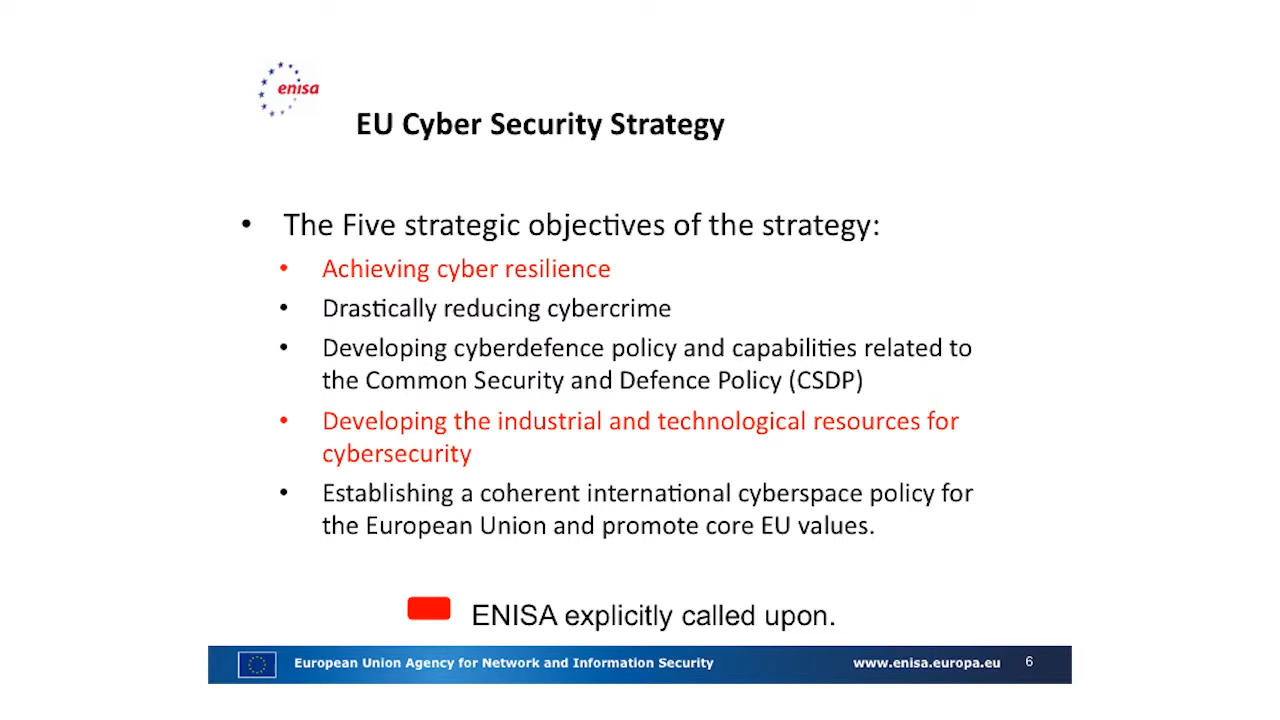 enisa
EU Cyber Security Strategy
• The Five strategic objectives of the strategy:
• Achieving cyber resilience
• Drastically reducing cybercrime
• Developing cyberdefence policy and capabilities related to
the Common Security and Defence Policy (CSDP)
• Developing the industrial and technological resources for
cybersecurity
• Establishing a coherent international cyberspace policy for
the European Union and promote core EU values.
ENISA explicitly called upon.
European Union Agency for Network and Information Security www.enisa.europa.eu 6